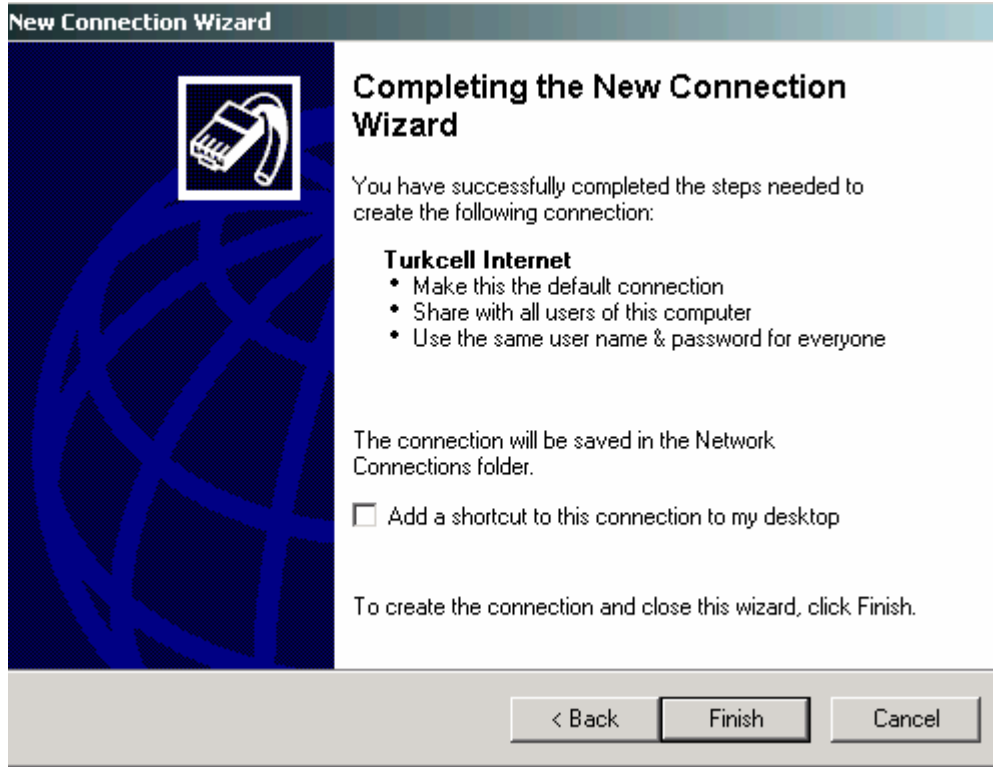 New Connection Wizard
Completing the New Connection
Wizard
You have successfully completed the steps needed to
create the following connection:
Turkcell Internet
• Make this the default connection
• Share with all users of this computer
• Use the same user name & password for everyone
The connection will be saved in the Network
Connections folder.
Add a shortcut to this connection to my desktop
To create the connection and close this wizard, click Finish.
< Back Finish Cancel